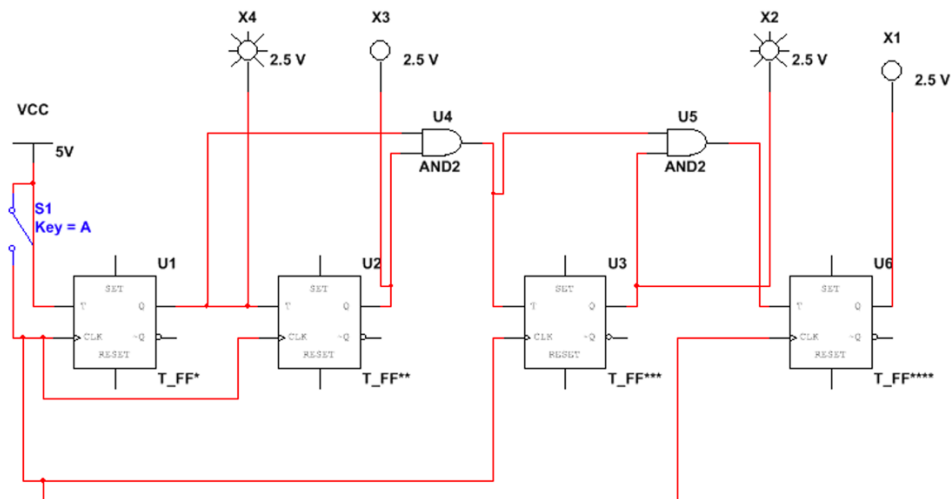 X4
2.5 V
X3
2.5 V
X2
2.5 V
X1
2.5 V
VCC
5V
S1
Key = A
U4
AND2
U5
AND2
U1
SET
T Q
CLK ~Q
RESET
T_FF*
U2
SET
T Q
CLK ~Q
RESET
T_FF**
U3
SET
T Q
CLK ~Q
RESET
T_FF***
U6
SET
T Q
CLK ~Q
RESET
T_FF****